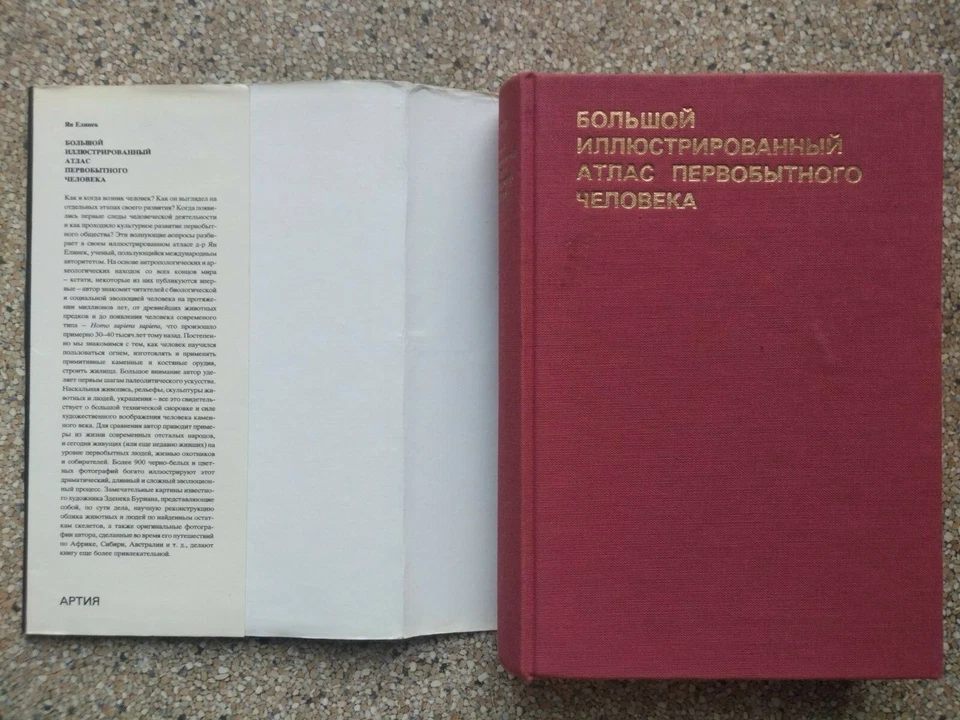 Ян Елинек
БОЛЬШОЙ
ИЛЛЮСТРИРОВАННЫЙ
АТЛАС
ПЕРВОБЫТНОГО
ЧЕЛОВЕКА
Как и когда возник человек? Как он выглядел на
отдельных этапах своего развития? Когда появи-
лись первые следы человеческой деятельности
и как проходило культурное развитие первобыт-
ного общества? Эти волнующие вопросы разби-
рает в своем иллюстрированном атласе д-р Ян
Елинек, ученый, пользующийся международным
авторитетом. На основе антропологических и ар-
хеологических находок со всех концов мира
– кстати, некоторые из них публикуются впер-
вые – автор знакомит читателей с биологической
и социальной эволюцией человека на протяже-
нии миллионов лет, от древнейших животных
предков и до появления человека современого
типа – Homo sapiens sapiens, что произошло
примерно 30–40 тысяч лет тому назад. Постепен-
но мы знакомимся с тем, как человек научился
пользоваться огнем, изготовлять и применять
примитивные каменные и костяные орудия,
строить жилища. Большое внимание автор уде-
ляет первым шагам палеолитического искусства.
Наскальная живопись, рельефы, скульптуры жи-
вотных и людей, украшения – все это свидетель-
ствует о большой технической сноровке и силе
художественного воображения человека камен-
ного века. Для сравнения автор приводит приме-
ры из жизни современных отсталых народов,
и сегодня живущих (или еще недавно живших) на
уровне первобытных людей, жизнью охотников
и собирателей. Более 900 черно-белых и цвет-
ных фотографий богато иллюстрируют этот
драматический, длинный и сложный эволюцион-
ный процесс. Замечательные картины известно-
го художника Зденека Буриана, представляющие
собой, по сути дела, научную реконструкцию
облика животных и людей по найденным остат-
кам скелетов, а также оригинальные фотогра-
фии автора, сделанные во время его путешествий
по Африке, Сибири, Австралии и т. д., делают
книгу еще более привлекательной.
АРТИЯ
БОЛЬШОЙ
ИЛЛЮСТРИРОВАННЫЙ
АТЛАС ПЕРВОБЫТНОГО
ЧЕЛОВЕКА